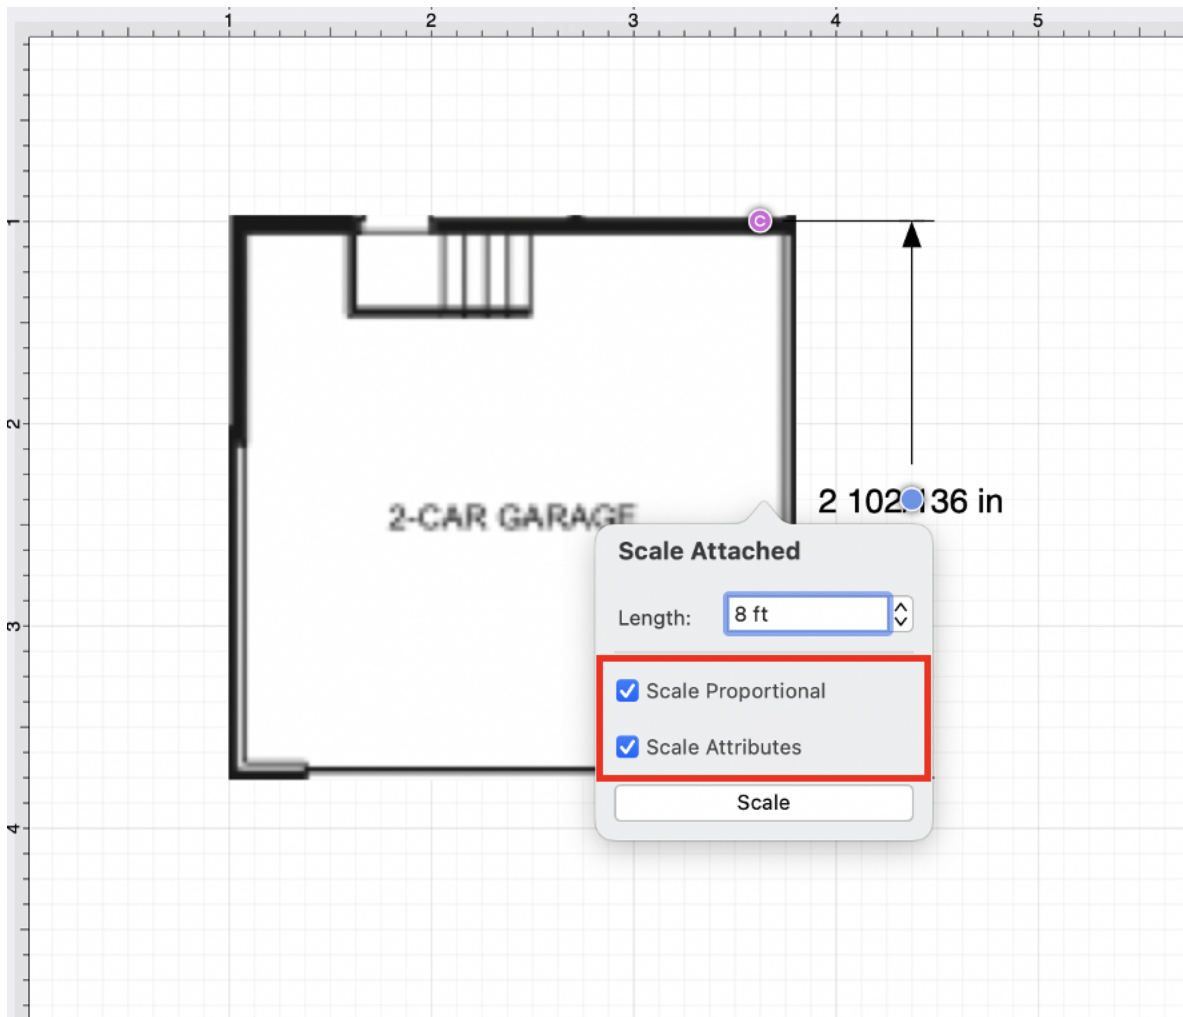 1 2 3 4 5
1
2
3
4
2 102/136 in
2-CAR GARAGE
Scale Attached
Length: 8 ft
Scale Proportional
Scale Attributes
Scale
C